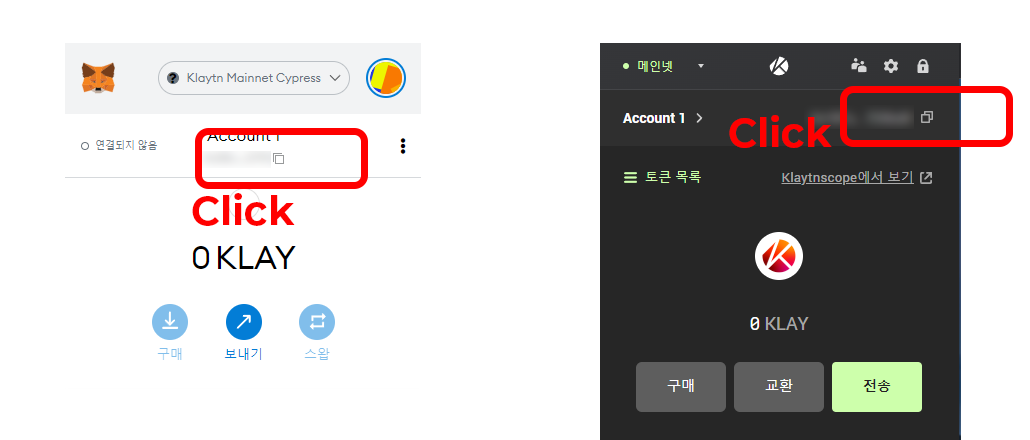 Klaytn Mainnet Cypress
연결되지 않음
Account 1
Click
0 KLAY
구매
보내기
스왑
메인넷
Account 1
Click
토큰 목록
Klaytnscope에서 보기
0 KLAY
구매
교환
전송